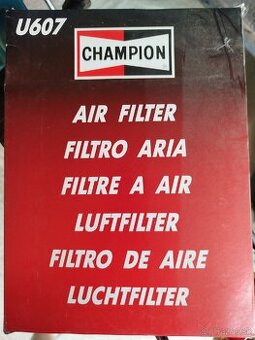 U607
CHAMPION
AIR FILTER
FILTRO ARIA
FILTRE A AIR
LUFTFILTER
FILTRO DE AIRE
LUCHTFILTER